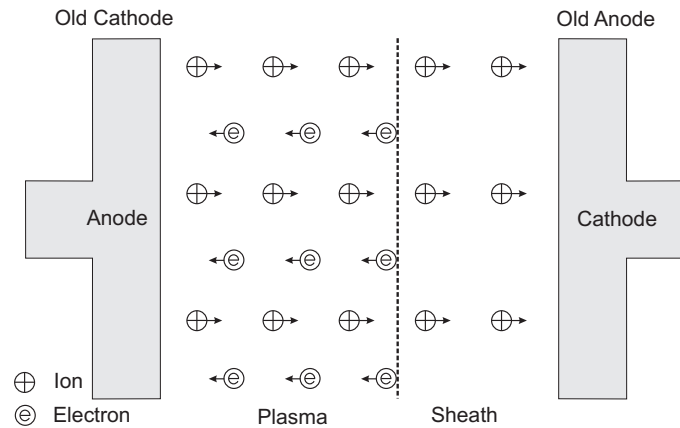 Old Cathode
Old Anode
Anode
Cathode
Ion
Electron
Plasma
Sheath